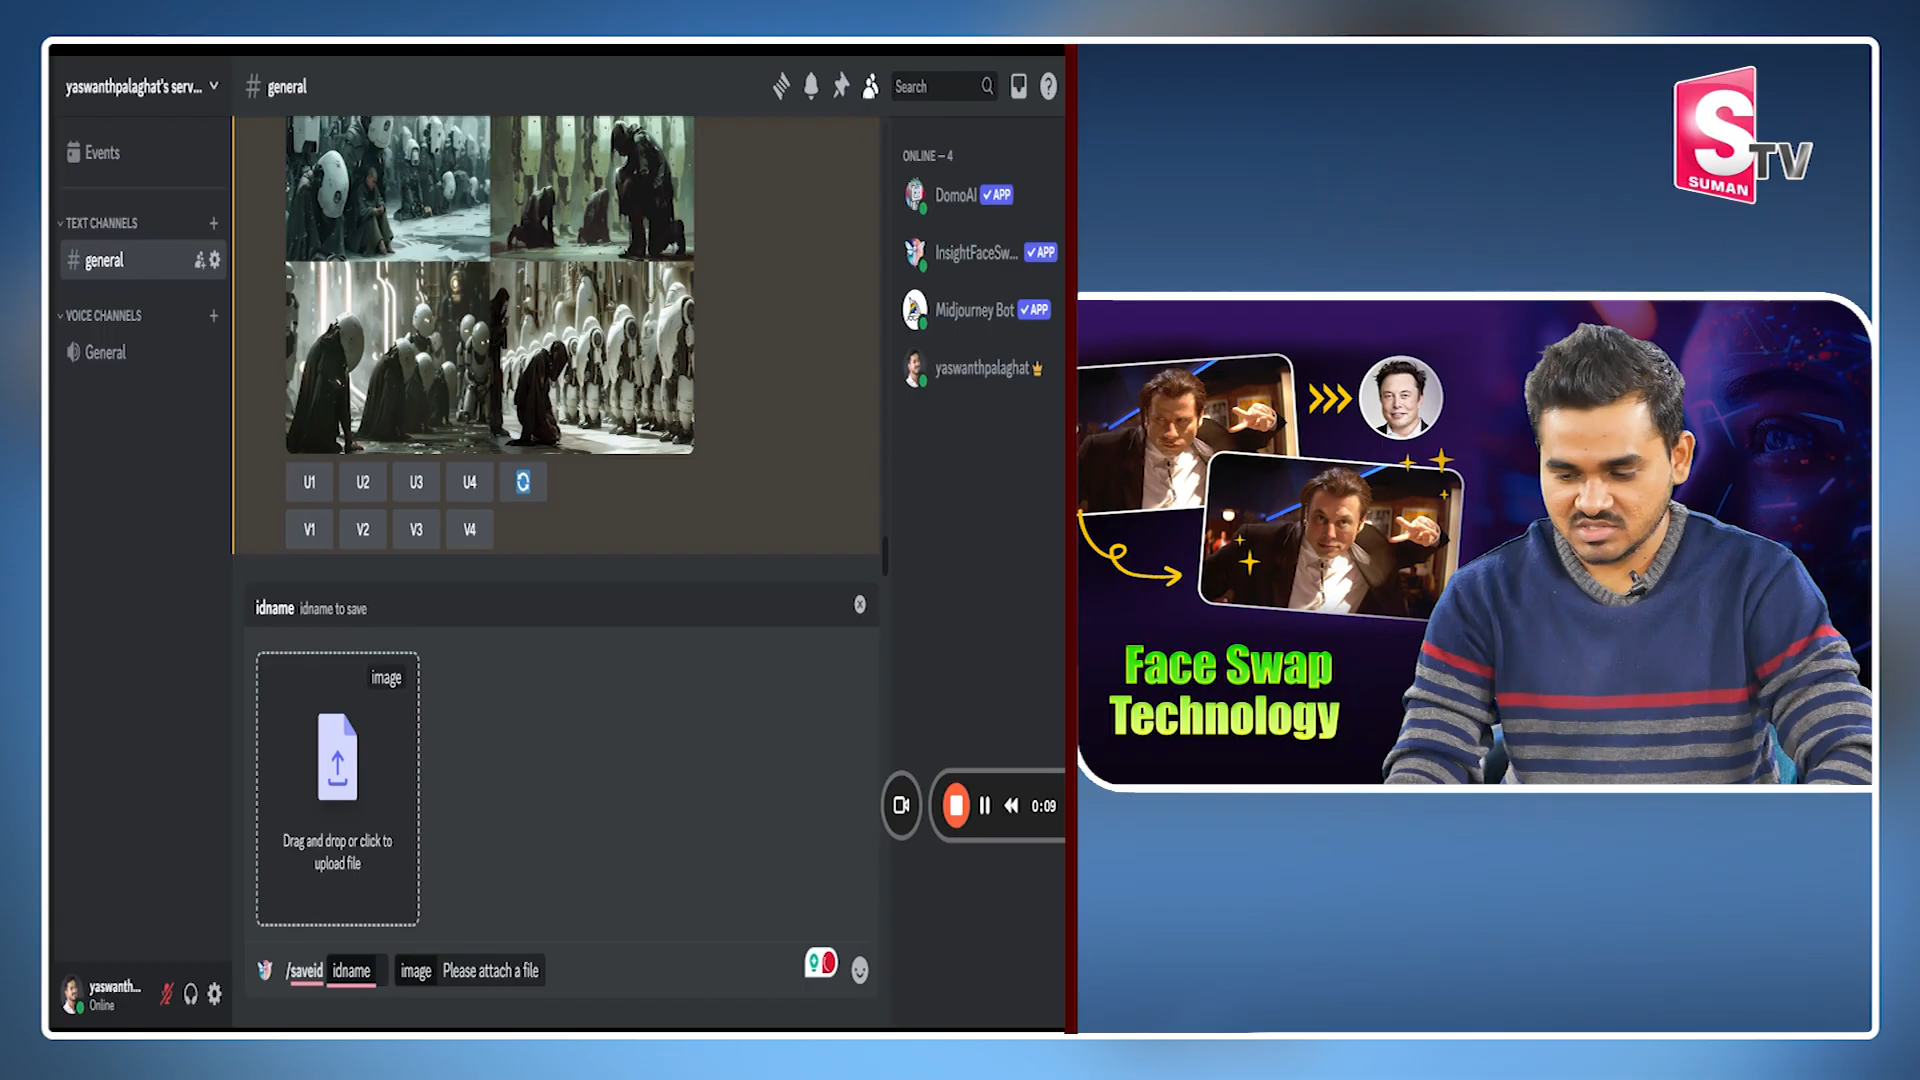 yaswanthpalaghat's serv...
general
Search
Events
TEXT CHANNELS
general
VOICE CHANNELS
General
ONLINE – 4
DomoAI ✓ APP
InsightFaceSw... ✓ APP
Midjourney Bot ✓ APP
yaswanthpalaghat
U1 U2 U3 U4
V1 V2 V3 V4
idname idname to save
image
Drag and drop or click to
upload file
/saveid idname image Please attach a file
yaswanth...
Online
0:09
S TV
SUMAN
Face Swap
Technology